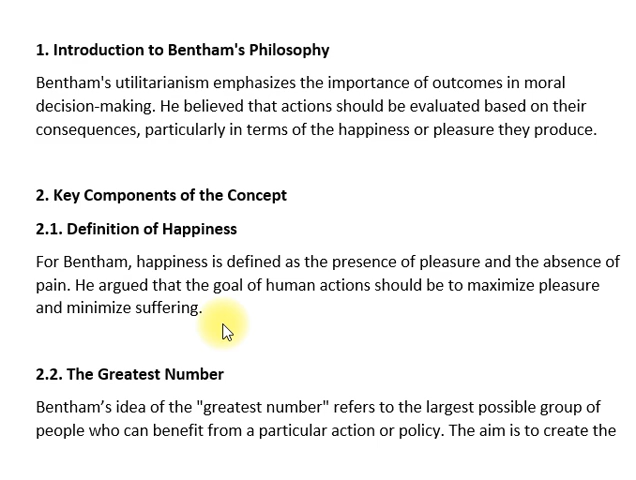 1. Introduction to Bentham's Philosophy
Bentham's utilitarianism emphasizes the importance of outcomes in moral
decision-making. He believed that actions should be evaluated based on their
consequences, particularly in terms of the happiness or pleasure they produce.
2. Key Components of the Concept
2.1. Definition of Happiness
For Bentham, happiness is defined as the presence of pleasure and the absence of
pain. He argued that the goal of human actions should be to maximize pleasure
and minimize suffering.
2.2. The Greatest Number
Bentham’s idea of the "greatest number" refers to the largest possible group of
people who can benefit from a particular action or policy. The aim is to create the